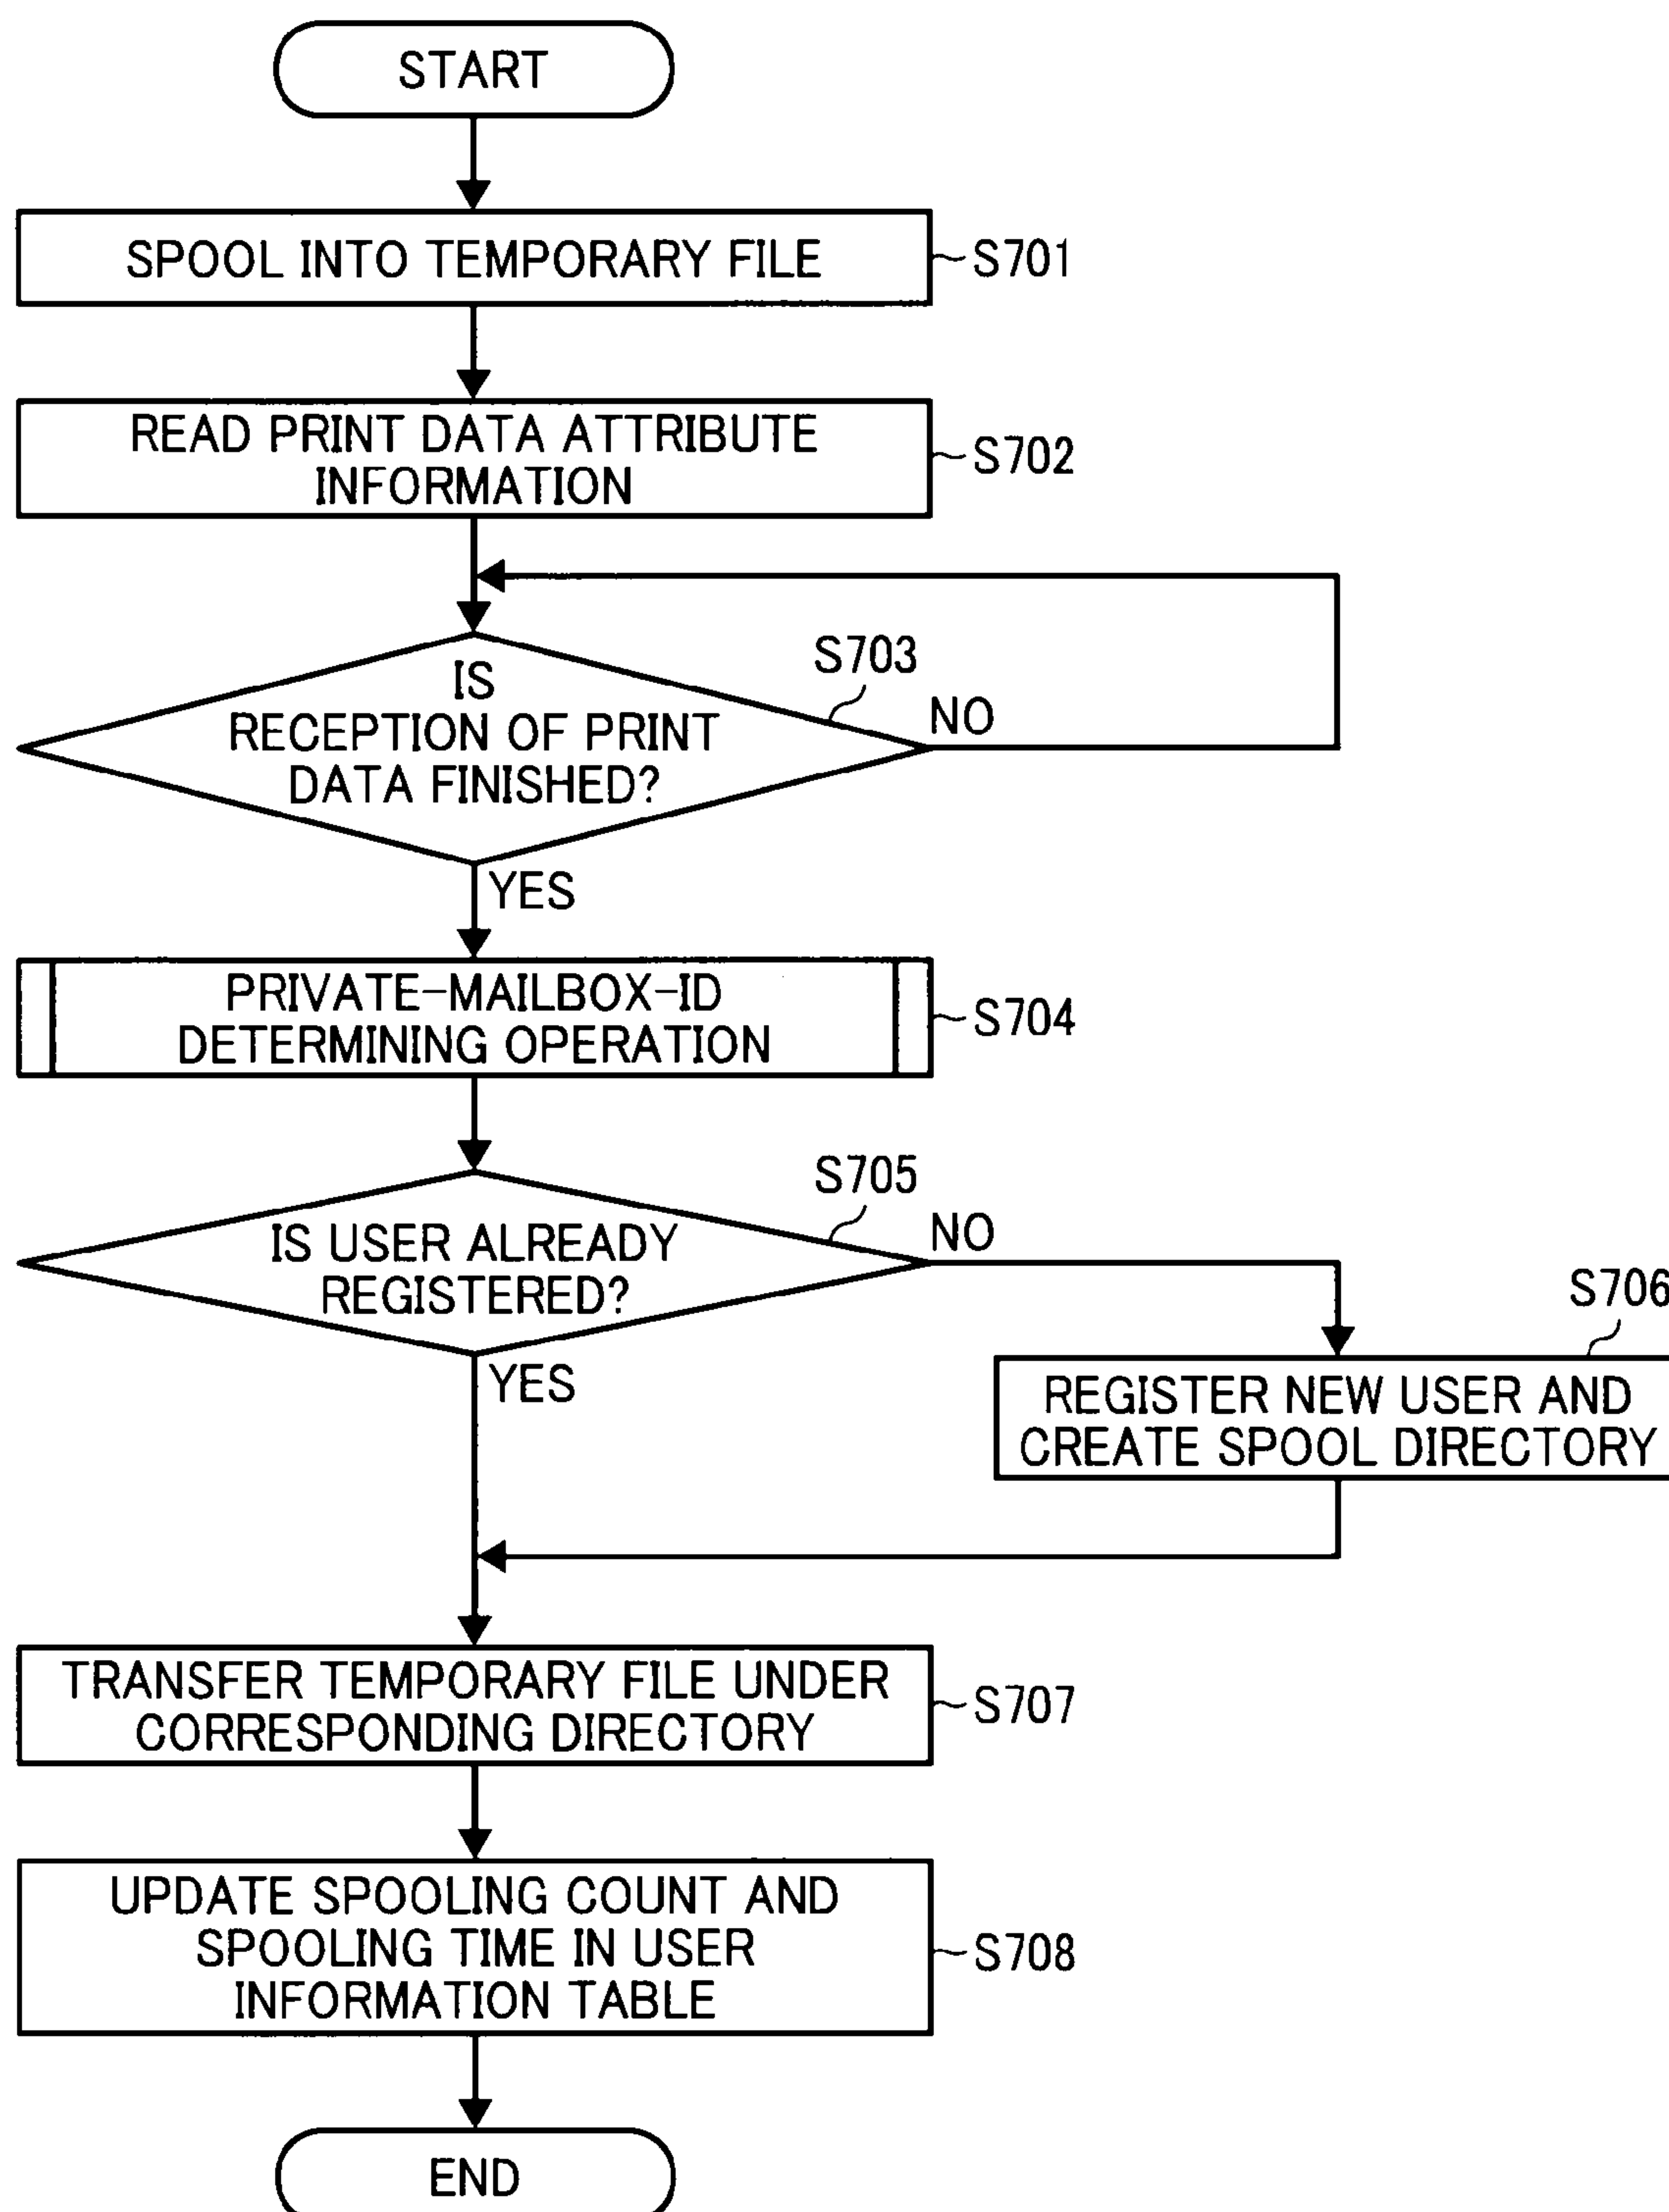 START
SPOOL INTO TEMPORARY FILE
S701
READ PRINT DATA ATTRIBUTE
INFORMATION
S702
S703
IS
RECEPTION OF PRINT
DATA FINISHED?
NO
YES
PRIVATE-MAILBOX-ID
DETERMINING OPERATION
S704
S705
IS USER ALREADY
REGISTERED?
NO
YES
S706
REGISTER NEW USER AND
CREATE SPOOL DIRECTORY
TRANSFER TEMPORARY FILE UNDER
CORRESPONDING DIRECTORY
S707
UPDATE SPOOLING COUNT AND
SPOOLING TIME IN USER
INFORMATION TABLE
S708
END